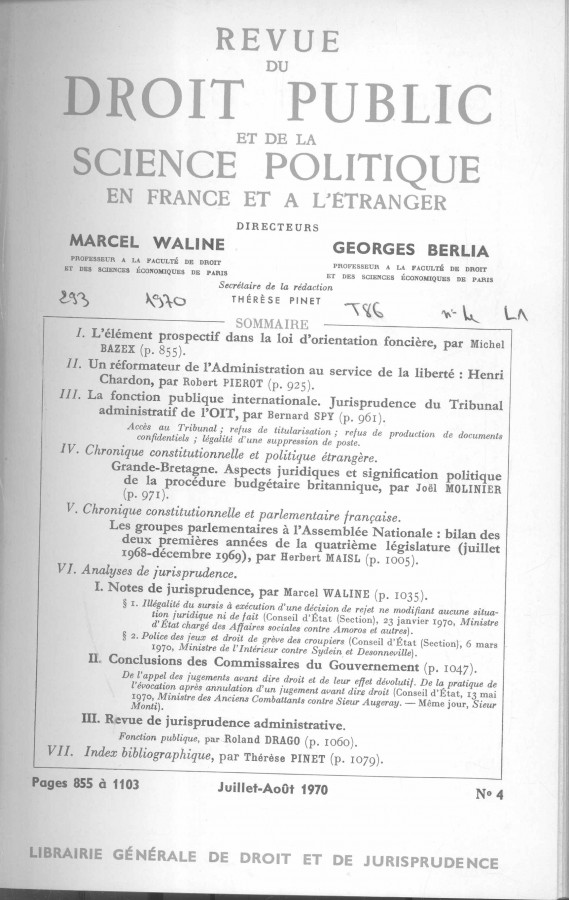 REVUE
DU
DROIT PUBLIC
ET DE LA
SCIENCE POLITIQUE
EN FRANCE ET A L'ÉTRANGER
DIRECTEURS
MARCEL WALINE
PROFESSEUR A LA FACULTÉ DE DROIT
ET DES SCIENCES ÉCONOMIQUES DE PARIS
GEORGES BERLIA
PROFESSEUR A LA FACULTÉ DE DROIT
ET DES SCIENCES ÉCONOMIQUES DE PARIS
Secrétaire de la rédaction
THÉRÈSE PINET
293 1970 T86 n- 4
SOMMAIRE
I. L'élément prospectif dans la loi d'orientation foncière, par Michel
BAZEX (p. 855).
II. Un réformateur de l'Administration au service de la liberté : Henri
Chardon, par Robert PIEROT (p. 925).
III. La fonction publique internationale. Jurisprudence du Tribunal
administratif de l'OIT, par Bernard SPY (p. 961).
Accès au Tribunal ; refus de titularisation ; refus de production de documents
confidentiels ; légalité d'une suppression de poste.
IV. Chronique constitutionnelle et politique étrangère.
Grande-Bretagne. Aspects juridiques et signification politique
de la procédure budgétaire britannique, par Joël MOLINIER
(p. 971).
V. Chronique constitutionnelle et parlementaire française.
Les groupes parlementaires à l'Assemblée Nationale : bilan des
deux premières années de la quatrième législature (juillet
1968-décembre 1969), par Herbert MAISL (p. 1005).
VI. Analyses de jurisprudence.
I. Notes de jurisprudence, par Marcel WALINE (p. 1035).
§ 1. Illégalité du sursis à exécution d'une décision de rejet ne modifiant aucune situa-
tion juridique ni de fait (Conseil d'État (Section), 23 janvier 1970, Ministre
d'État chargé des Affaires sociales contre Amoros et autres).
§ 2. Police des jeux et droit de grève des croupiers (Conseil d'État (Section), 6 mars
1970, Ministre de l'Intérieur contre Sydein et Desonneville).
II. Conclusions des Commissaires du Gouvernement (p. 1047).
De l'appel des jugements avant dire droit et de leur effet dévolutif. De la pratique de
l'évocation après annulation d'un jugement avant dire droit (Conseil d'État, 13 mai
1970, Ministre des Anciens Combattants contre Sieur Augeray. — Même jour, Sieur
Monti).
III. Revue de jurisprudence administrative.
Fonction publique, par Roland DRAGO (p. 1060).
VII. Index bibliographique, par Thérèse PINET (p. 1079).
Pages 855 à 1103
Juillet-Août 1970
Nº 4
LIBRAIRIE GÉNÉRALE DE DROIT ET DE JURISPRUDENCE